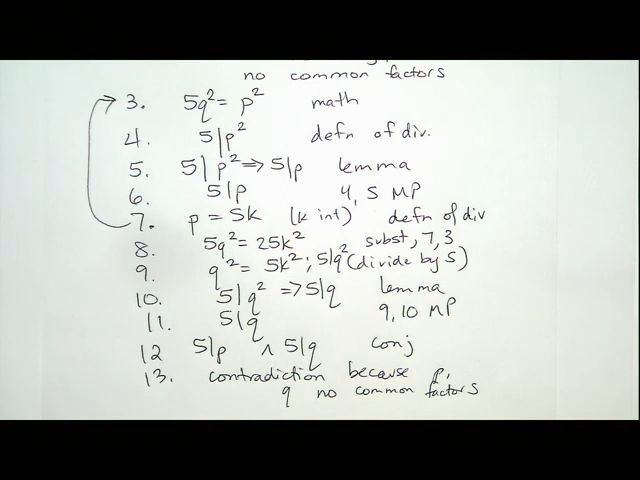 no common factors
3. 5q² = p² math
4. 5|p² defn of div.
5. 5|p² => 5|p lemma
6. 5|p 4, 5 MP
7. p = 5k (k int) defn of div
8. 5q² = 25k² subst, 7, 3
9. q² = 5k² ; 5|q² (divide by 5)
10. 5|q² => 5|q lemma
11. 5|q 9, 10 MP
12 5|p ∧ 5|q conj
13. contradiction because p,
q no common factors